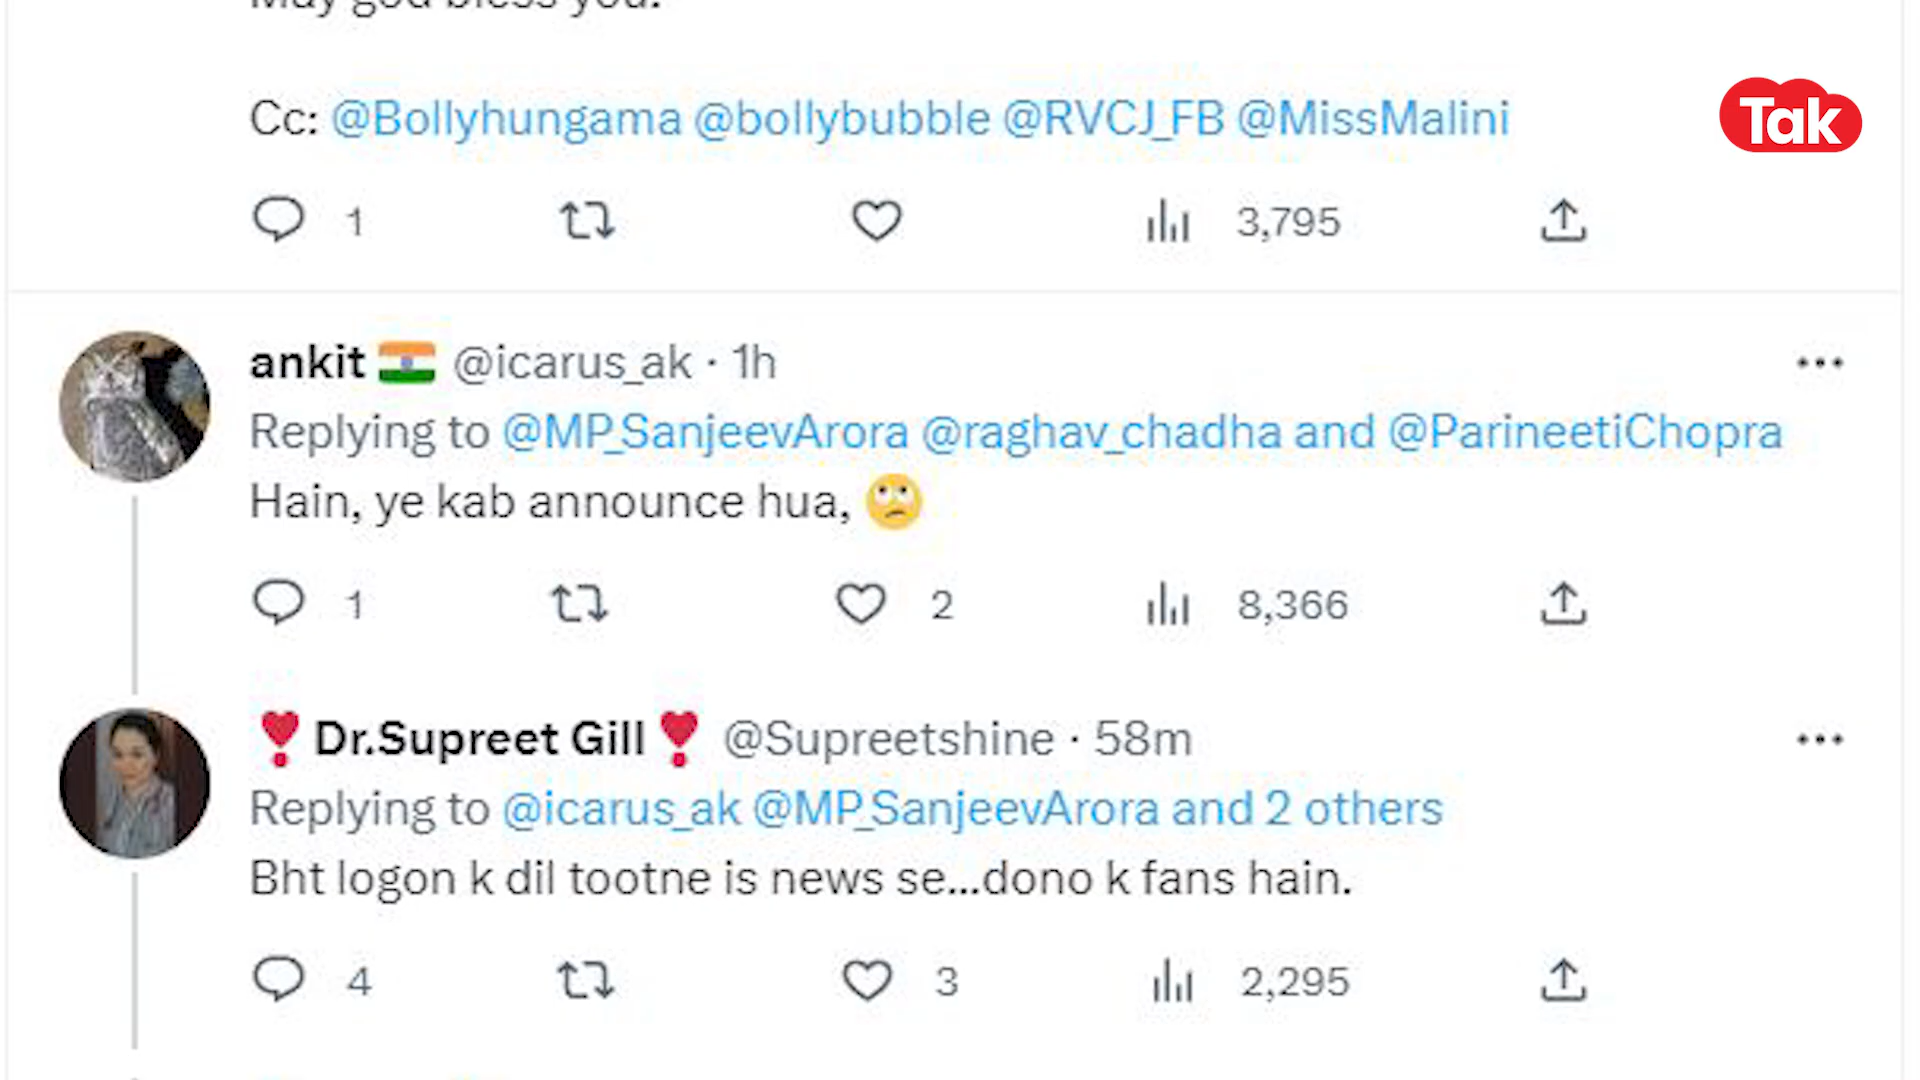 May god bless you.
Cc: @Bollyhungama @bollybubble @RVCJ_FB @MissMalini
Tak
1 3,795
ankit @icarus_ak · 1h
Replying to @MP_SanjeevArora @raghav_chadha and @ParineetiChopra
Hain, ye kab announce hua, 🙄
1 2 8,366
Dr.Supreet Gill @Supreetshine · 58m
Replying to @icarus_ak @MP_SanjeevArora and 2 others
Bht logon k dil tootne is news se...dono k fans hain.
4 3 2,295